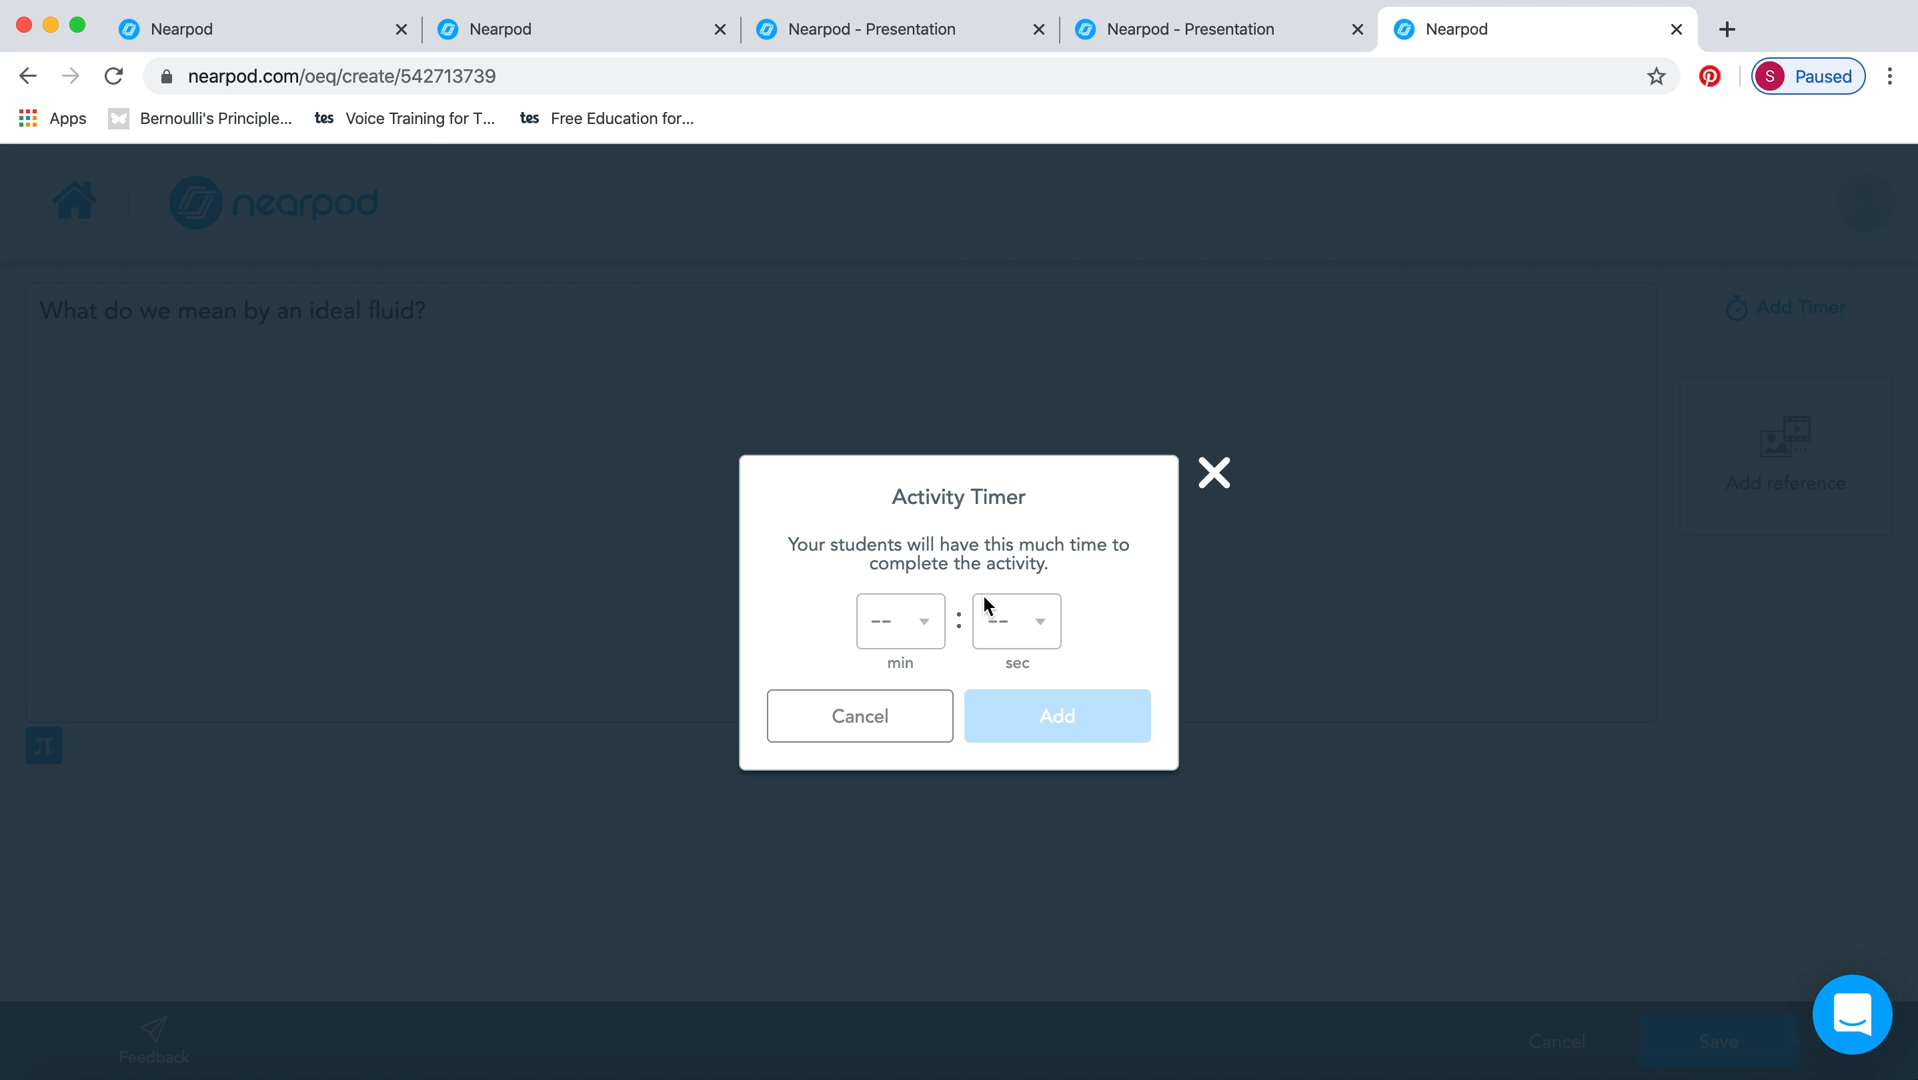 Nearpod
Nearpod
Nearpod - Presentation
Nearpod - Presentation
Nearpod
nearpod.com/oeq/create/542713739
S Paused
Apps
Bernoulli's Principle...
tes Voice Training for T...
tes Free Education for...
nearpod
What do we mean by an ideal fluid?
Add Timer
Add reference
Activity Timer
Your students will have this much time to
complete the activity.
-- : --
min sec
Cancel Add
π
Feedback
Cancel
Save